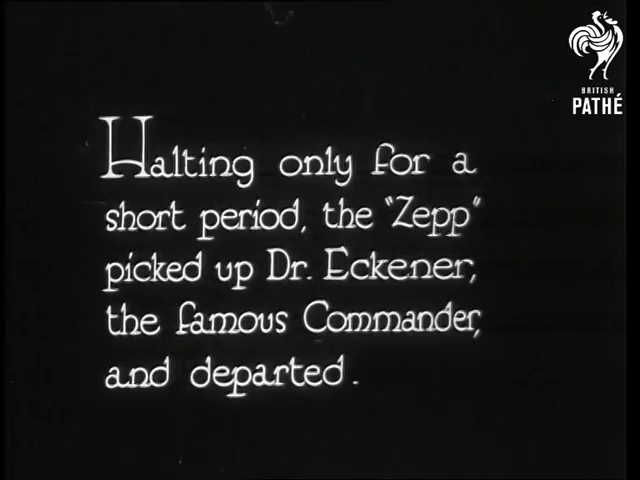 BRITISH
PATHÉ
Halting only for a
short period, the "Zepp"
picked up Dr. Eckener,
the famous Commander,
and departed.